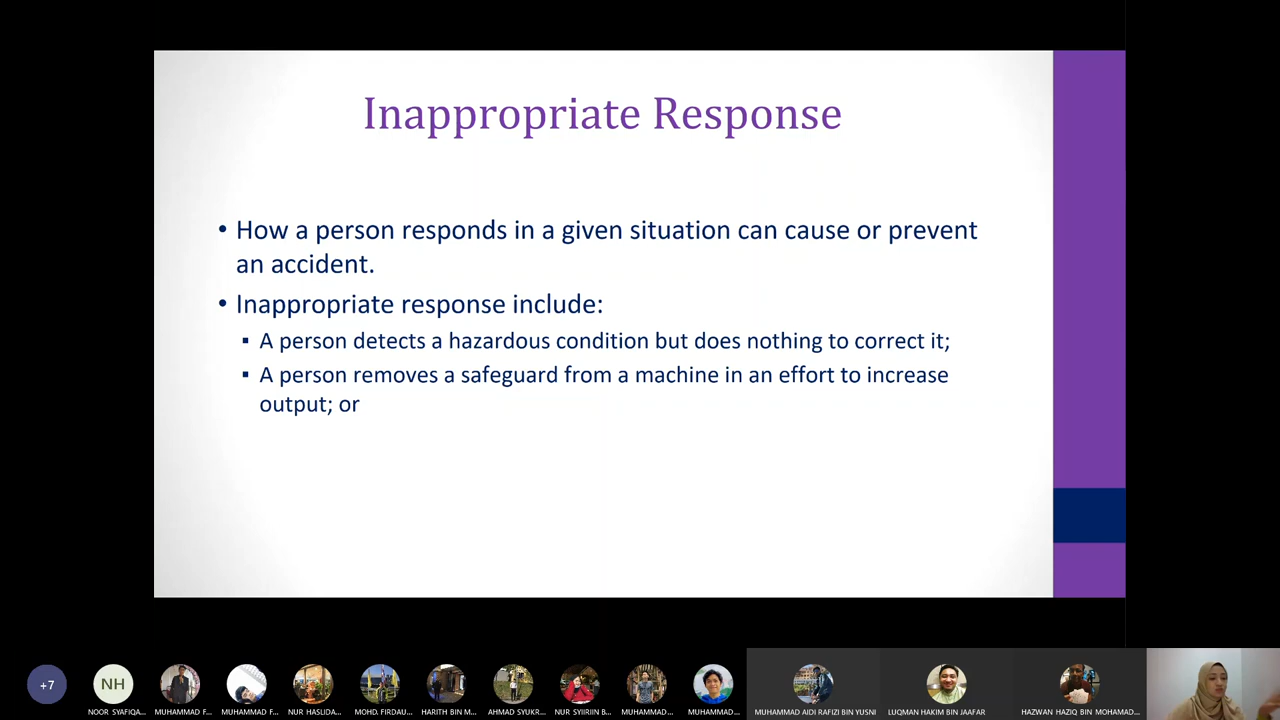 Inappropriate Response
• How a person responds in a given situation can cause or prevent
an accident.
• Inappropriate response include:
▪ A person detects a hazardous condition but does nothing to correct it;
▪ A person removes a safeguard from a machine in an effort to increase
output; or
+7
NH
NOOR SYAFIQA...
MUHAMMAD F...
MUHAMMAD F...
NUR HASLIDA...
MOHD. FIRDAU...
HARITH BIN M...
AHMAD SYUKR...
NUR SYIIRIIN B...
MUHAMMAD...
MUHAMMAD...
MUHAMMAD AIDI RAFIZI BIN YUSNI
LUQMAN HAKIM BIN JAAFAR
HAZWAN HAZIQ BIN MOHAMAD...